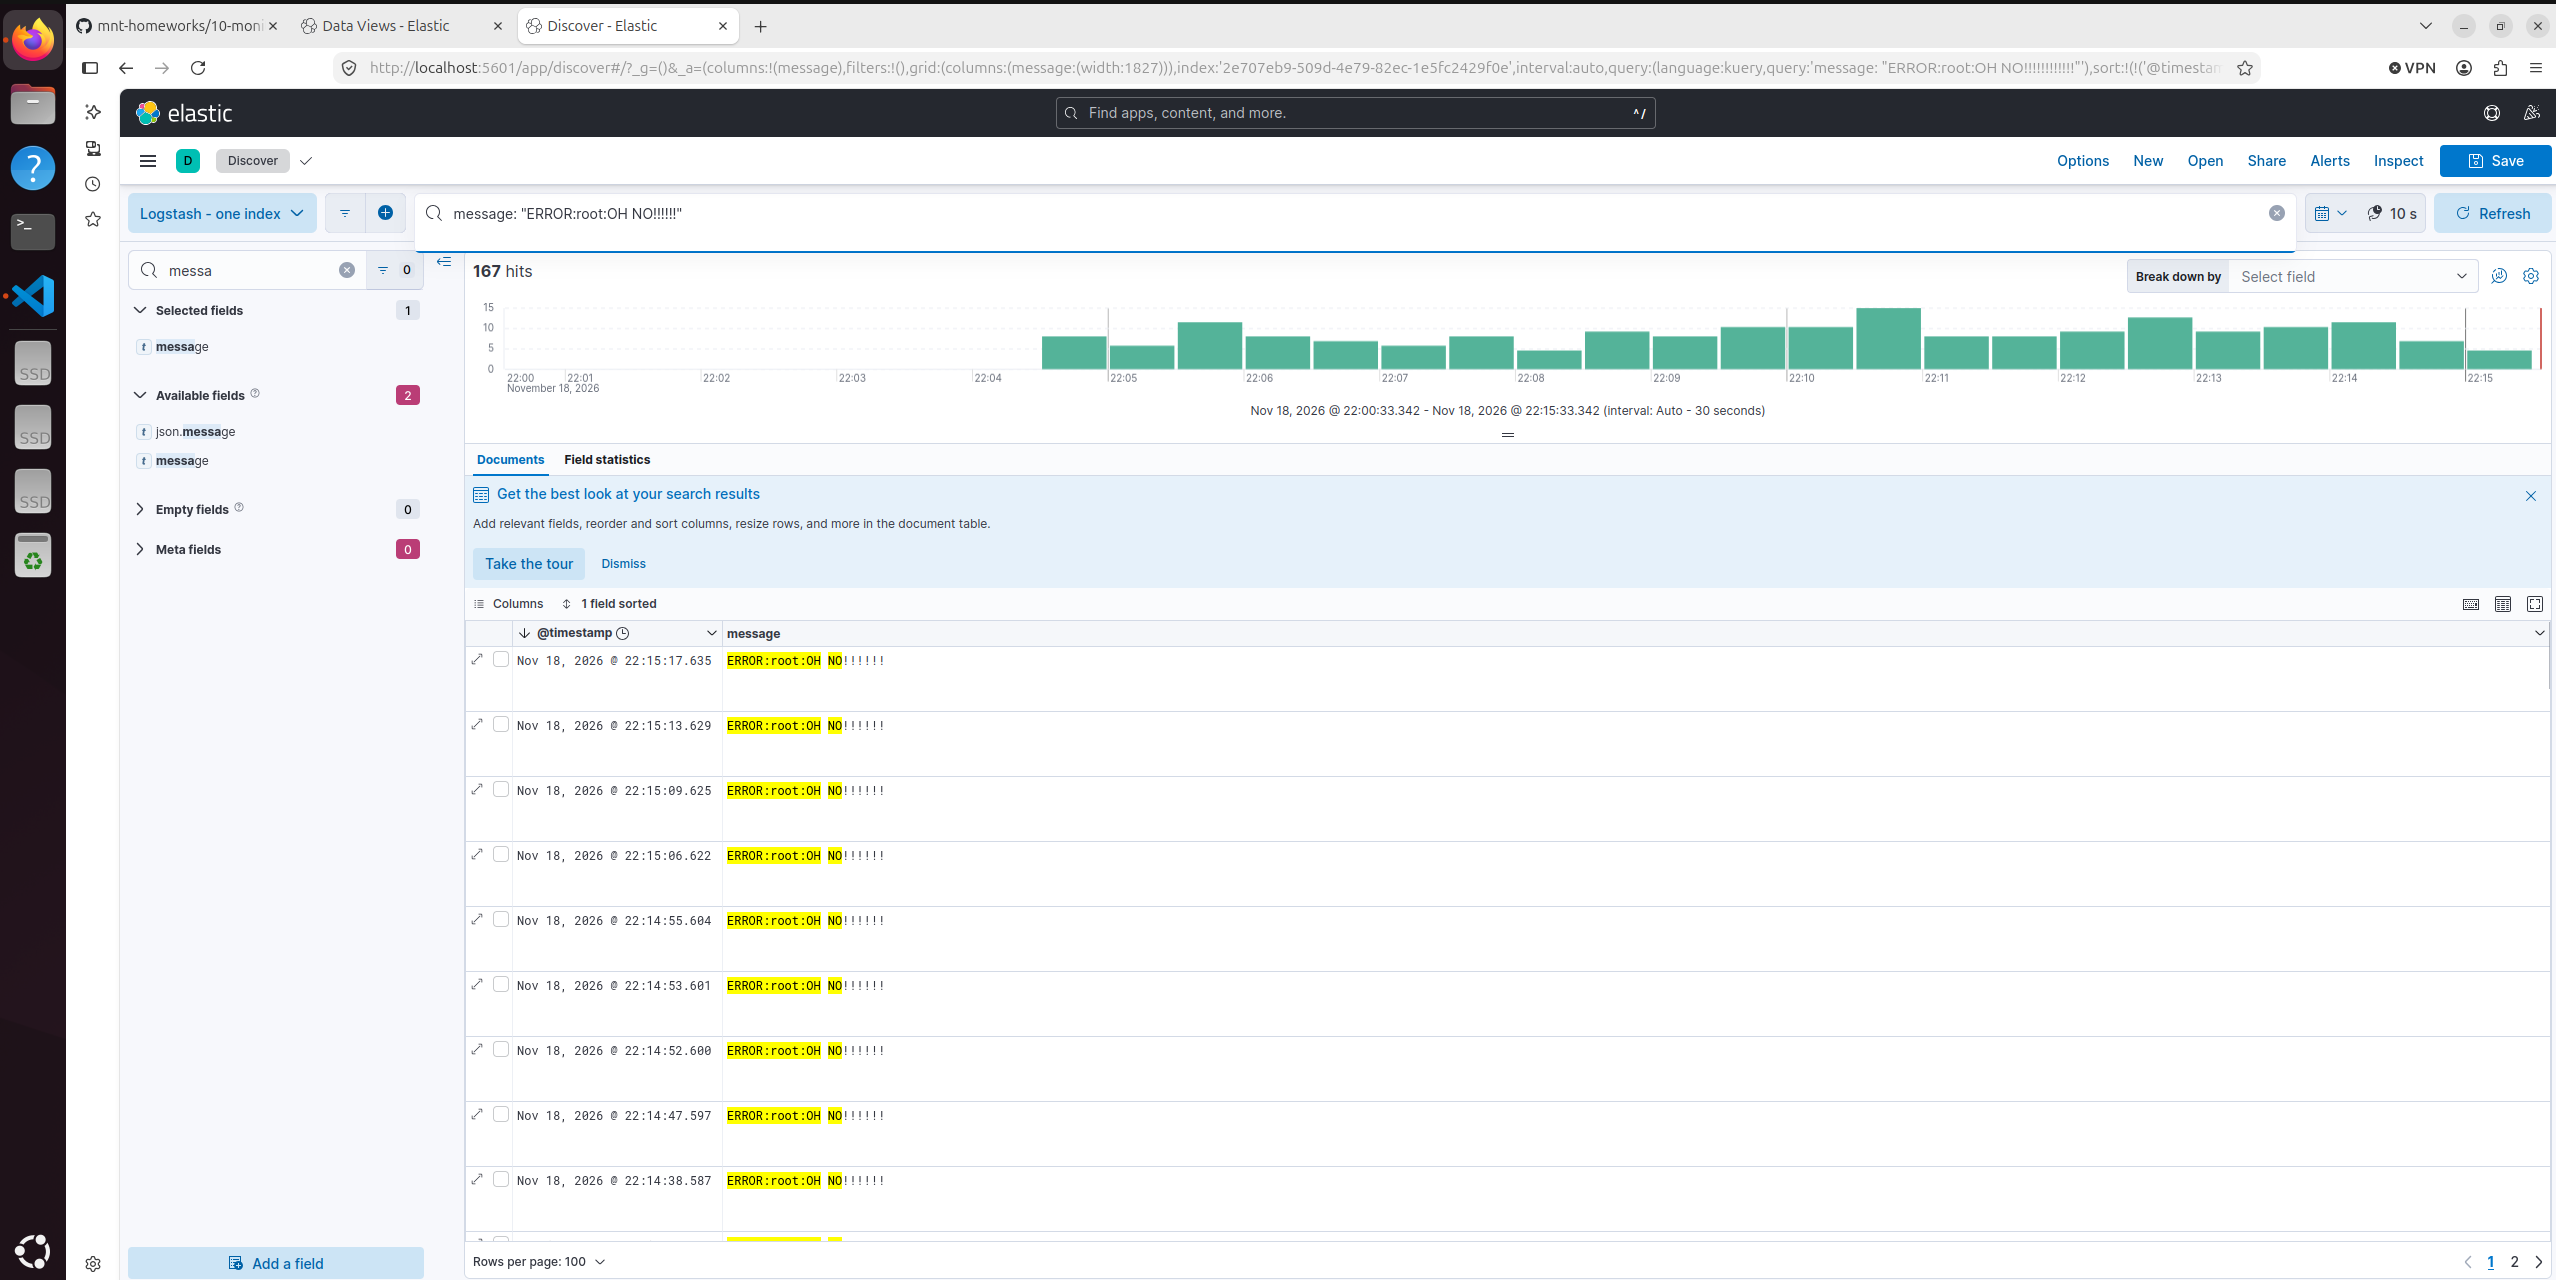 mnt-homeworks/10-moni
Data Views - Elastic
Discover - Elastic
http://localhost:5601/app/discover#/?_g=()&_a=(columns:!(message),filters:!(),grid:(columns:(message:(width:1827))),index:'2e707eb9-509d-4e79-82ec-1e5fc2429f0e',interval:auto,query:(language:kuery,query:'message: "ERROR:root:OH NO!!!!!!!!!!!!"'),sort:!(!('@timestam
VPN
elastic
Find apps, content, and more.
^ /
D
Discover
Options
New
Open
Share
Alerts
Inspect
Save
Logstash - one index
message: "ERROR:root:OH NO!!!!!!"
10 s
Refresh
messa
0
Selected fields
1
t message
Available fields
2
t json.message
t message
Empty fields
0
Meta fields
0
Add a field
167 hits
Break down by
Select field
15
10
5
0
22:00 22:01 22:02 22:03 22:04 22:05 22:06 22:07 22:08 22:09 22:10 22:11 22:12 22:13 22:14 22:15
November 18, 2026
Nov 18, 2026 @ 22:00:33.342 - Nov 18, 2026 @ 22:15:33.342 (interval: Auto - 30 seconds)
Documents
Field statistics
Get the best look at your search results
Add relevant fields, reorder and sort columns, resize rows, and more in the document table.
Take the tour
Dismiss
Columns
1 field sorted
@timestamp message
Nov 18, 2026 @ 22:15:17.635 ERROR:root:OH NO!!!!!!
Nov 18, 2026 @ 22:15:13.629 ERROR:root:OH NO!!!!!!
Nov 18, 2026 @ 22:15:09.625 ERROR:root:OH NO!!!!!!
Nov 18, 2026 @ 22:15:06.622 ERROR:root:OH NO!!!!!!
Nov 18, 2026 @ 22:14:55.604 ERROR:root:OH NO!!!!!!
Nov 18, 2026 @ 22:14:53.601 ERROR:root:OH NO!!!!!!
Nov 18, 2026 @ 22:14:52.600 ERROR:root:OH NO!!!!!!
Nov 18, 2026 @ 22:14:47.597 ERROR:root:OH NO!!!!!!
Nov 18, 2026 @ 22:14:38.587 ERROR:root:OH NO!!!!!!
Rows per page: 100
1 2
SSD
SSD
SSD